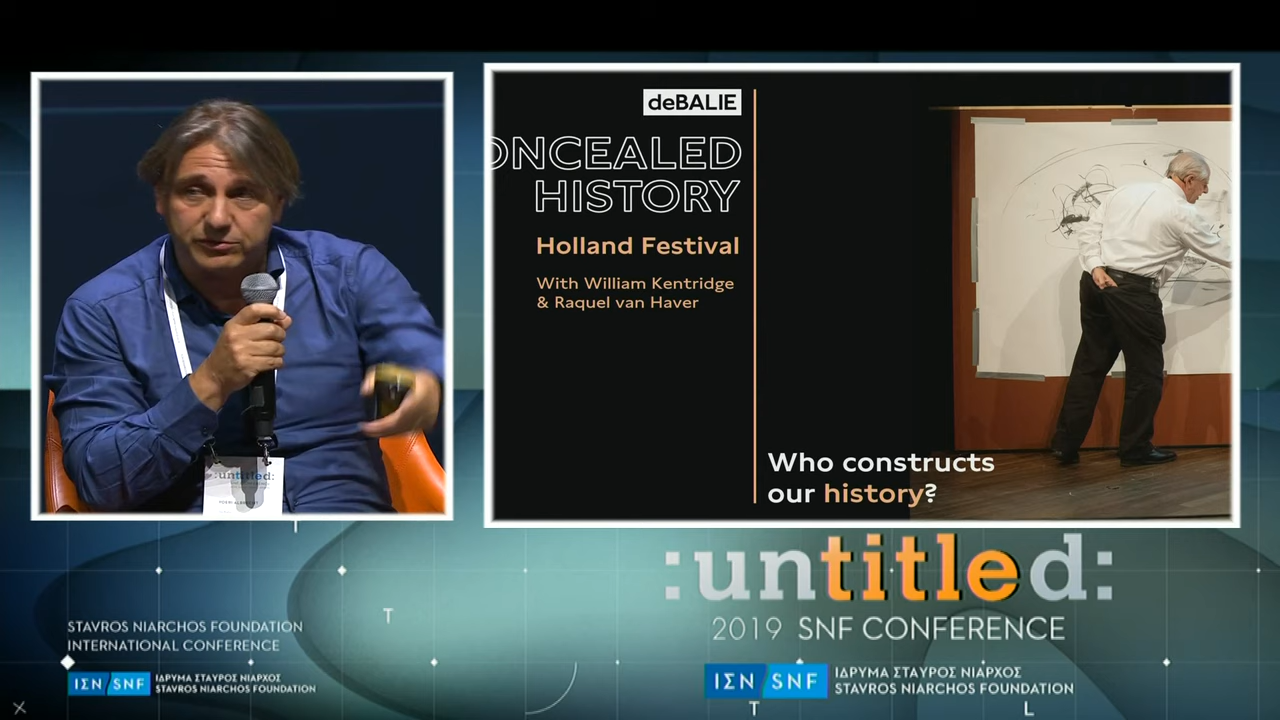 deBALIE
ONCEALED
HISTORY
Holland Festival
With William Kentridge
& Raquel van Haver
Who constructs
our history?
:untitled:
:untitled:
2019 SNF CONFERENCE
STAVROS NIARCHOS FOUNDATION
INTERNATIONAL CONFERENCE
ΙΣΝ/SNF
ΙΔΡΥΜΑ ΣΤΑΥΡΟΣ ΝΙΑΡΧΟΣ
STAVROS NIARCHOS FOUNDATION
ΙΣΝ/SNF
ΙΔΡΥΜΑ ΣΤΑΥΡΟΣ ΝΙΑΡΧΟΣ
STAVROS NIARCHOS FOUNDATION
T
T
L